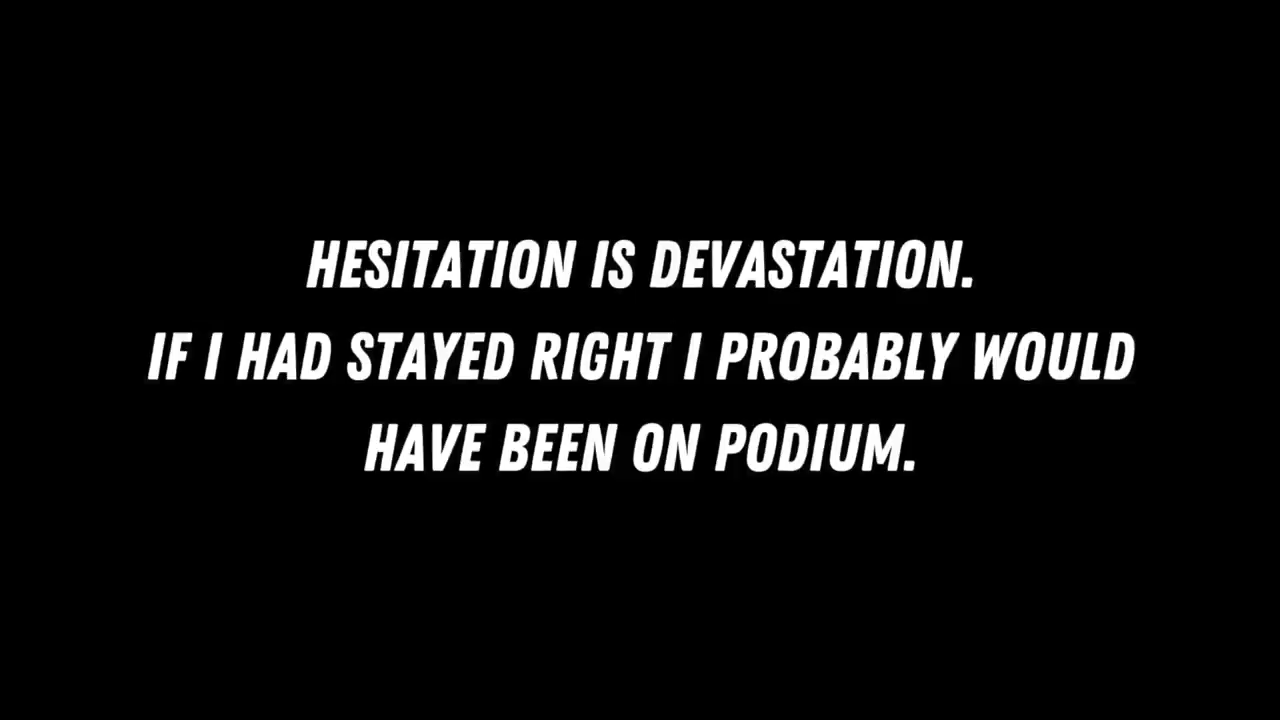 HESITATION IS DEVASTATION.
IF I HAD STAYED RIGHT I PROBABLY WOULD
HAVE BEEN ON PODIUM.